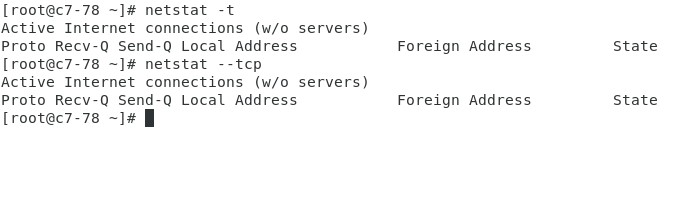 [root@c7-78 ~]# netstat -t
Active Internet connections (w/o servers)
Proto Recv-Q Send-Q Local Address           Foreign Address         State
[root@c7-78 ~]# netstat --tcp
Active Internet connections (w/o servers)
Proto Recv-Q Send-Q Local Address           Foreign Address         State
[root@c7-78 ~]#